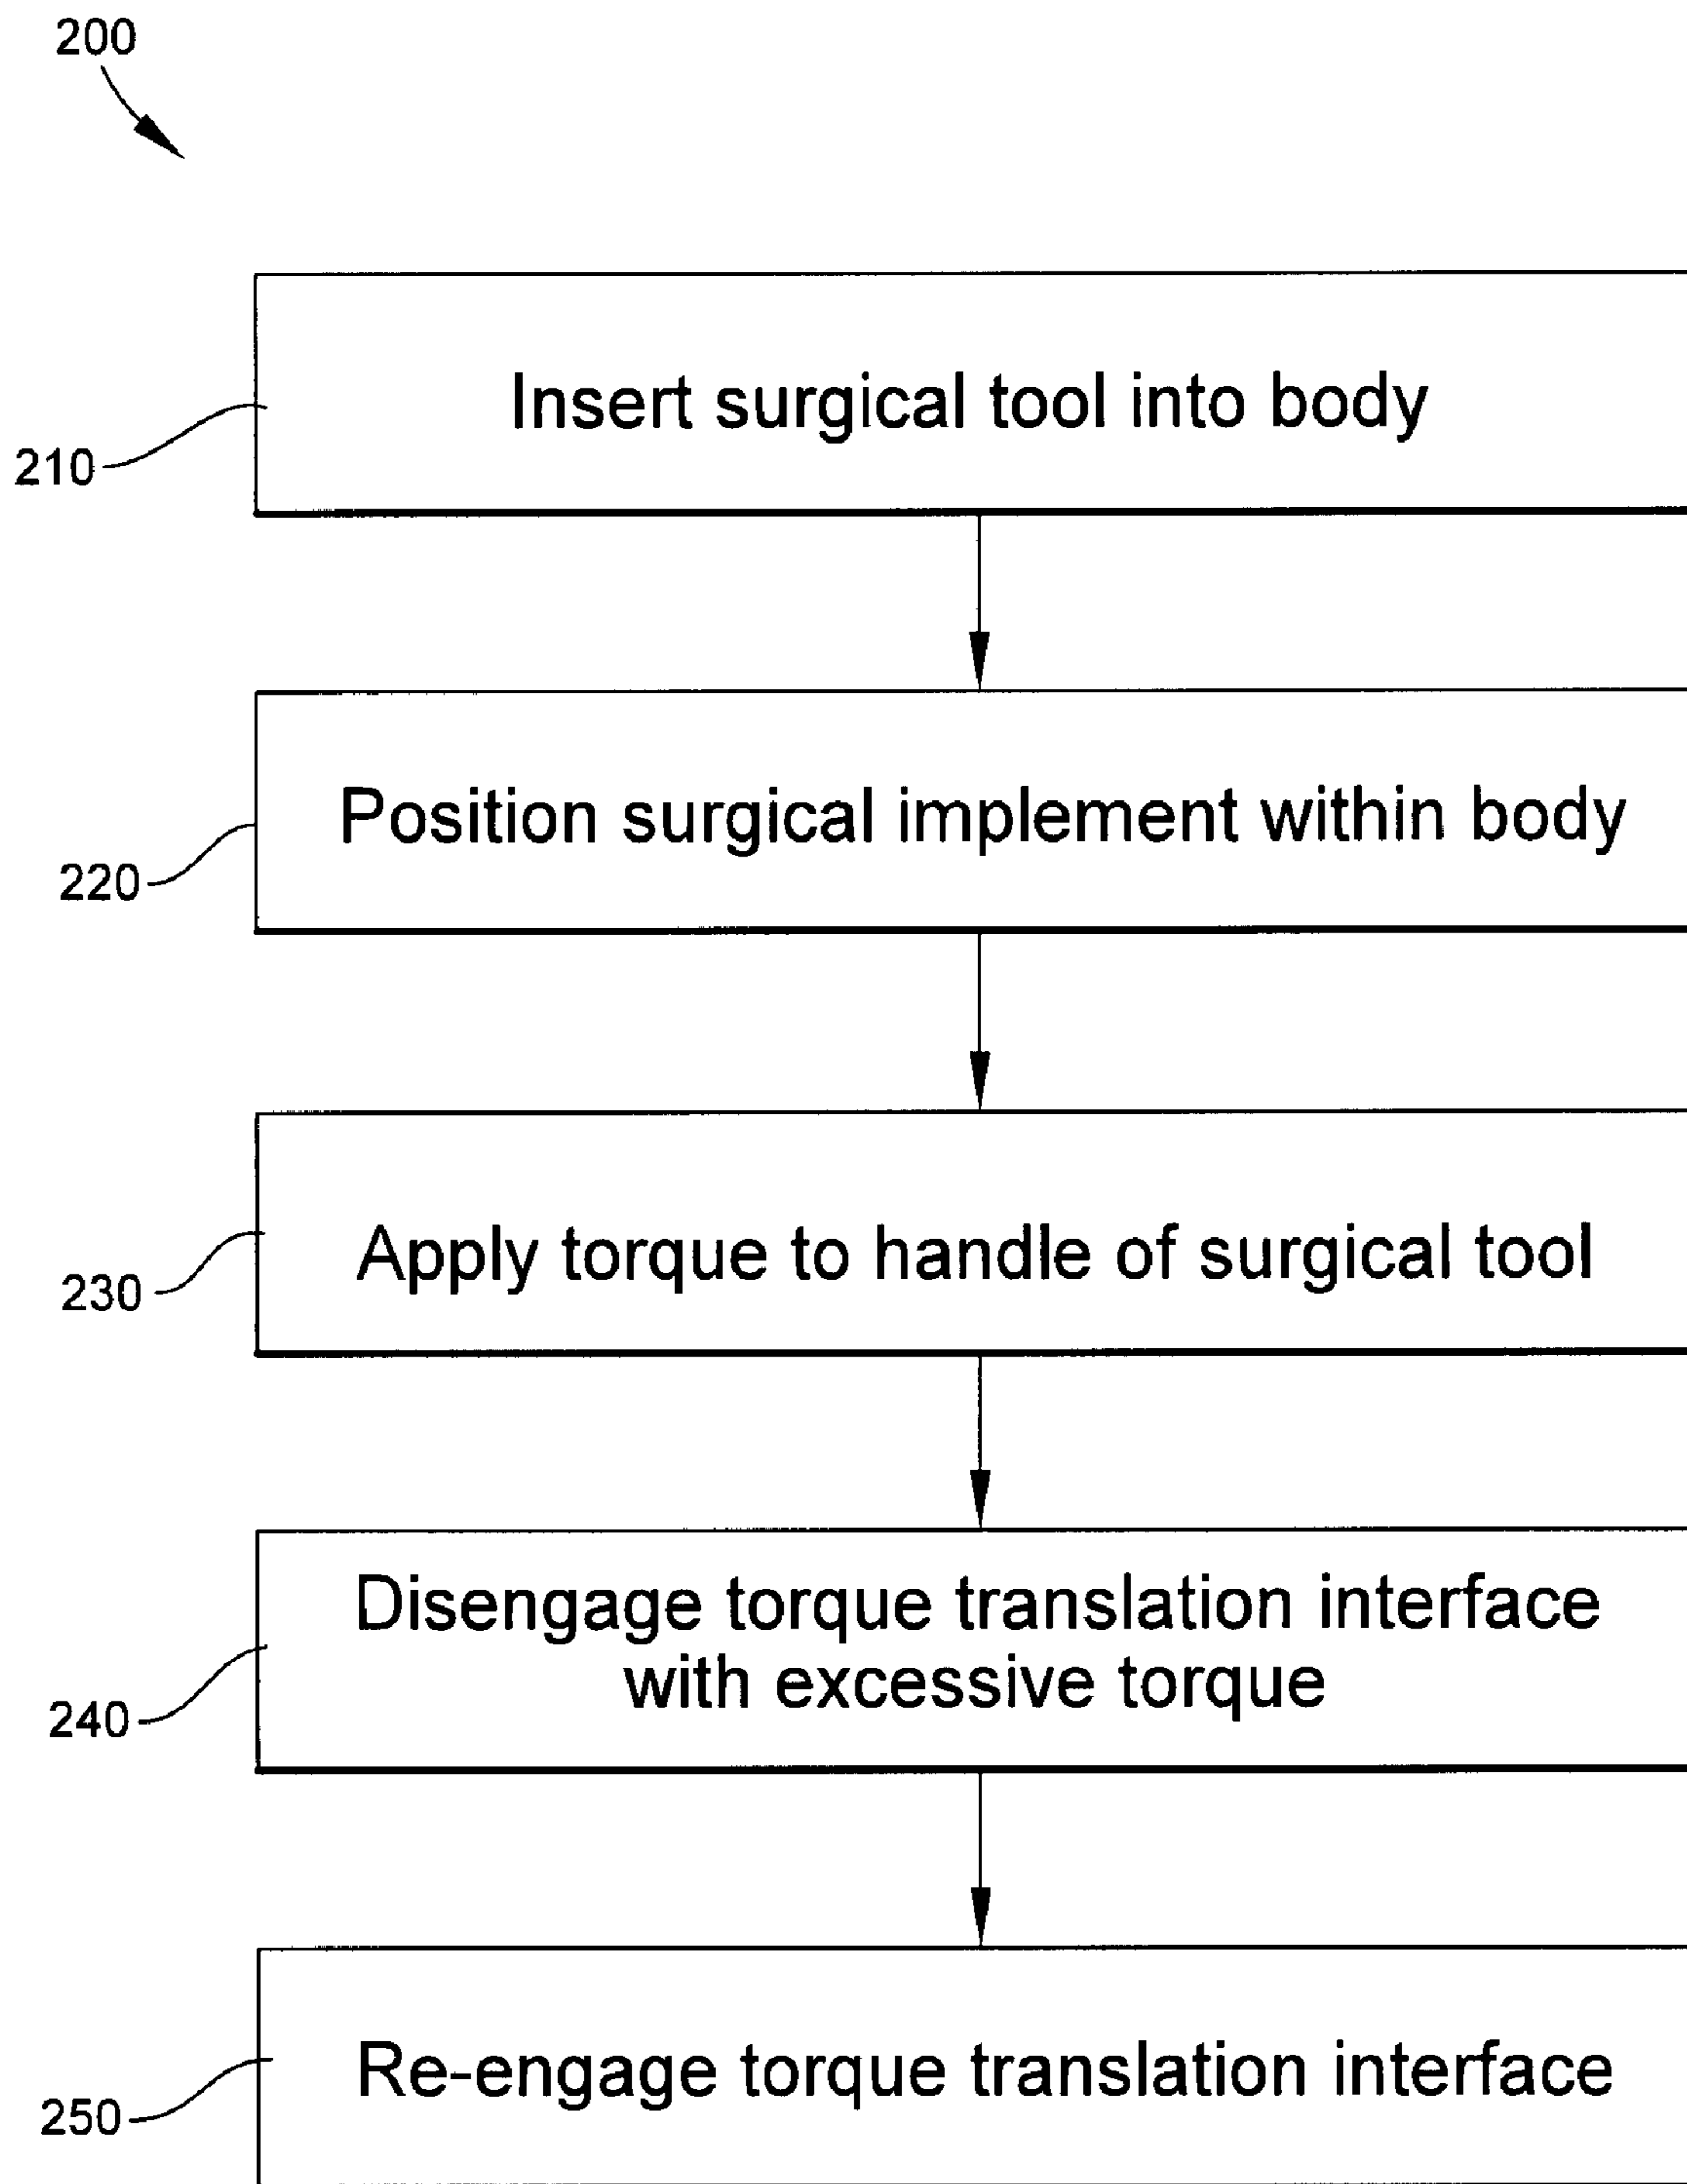 200
Insert surgical tool into body
210
Position surgical implement within body
220
Apply torque to handle of surgical tool
230
Disengage torque translation interface
with excessive torque
240
Re-engage torque translation interface
250